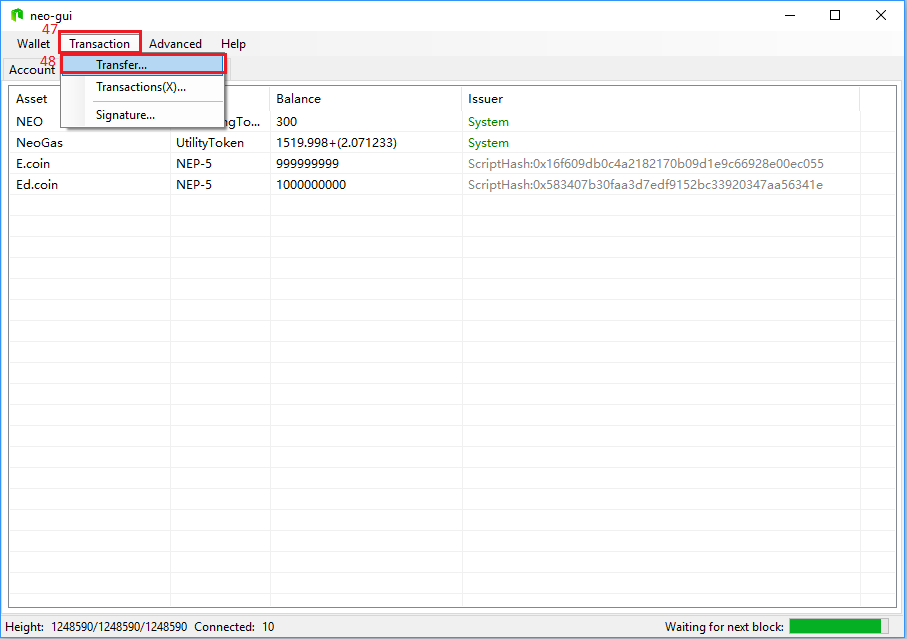 neo-gui
47
Wallet Transaction Advanced Help
48
Account
Transfer...
Transactions(X)...
Signature...
Asset Balance Issuer
NEO ngTo... 300 System
NeoGas UtilityToken 1519.998+(2.071233) System
E.coin NEP-5 999999999 ScriptHash:0x16f609db0c4a2182170b09d1e9c66928e00ec055
Ed.coin NEP-5 1000000000 ScriptHash:0x583407b30faa3d7edf9152bc33920347aa56341e
Height: 1248590/1248590/1248590 Connected: 10 Waiting for next block: